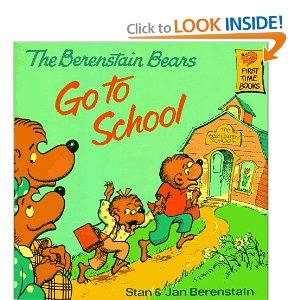 Click to LOOK INSIDE!
The Berenstain Bears
Go To
School
FIRST
TIME
BOOKS
Stan & Jan Berenstain